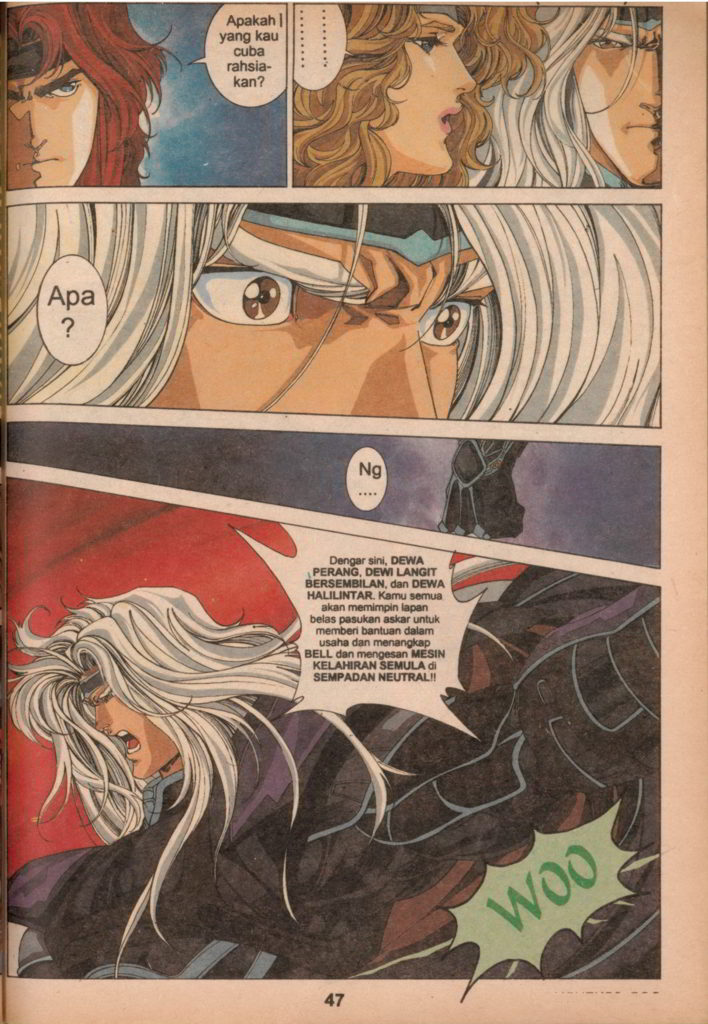 Apakah
yang kau
cuba
rahsia-
kan?
Apa
?
Ng
....
Dengar sini, DEWA
PERANG, DEWI LANGIT
BERSEMBILAN, dan DEWA
HALILINTAR. Kamu semua
akan memimpin lapan
belas pasukan askar untuk
memberi bantuan dalam
usaha dan menangkap
BELL dan mengesan MESIN
KELAHIRAN SEMULA di
SEMPADAN NEUTRAL!!
WOO
47